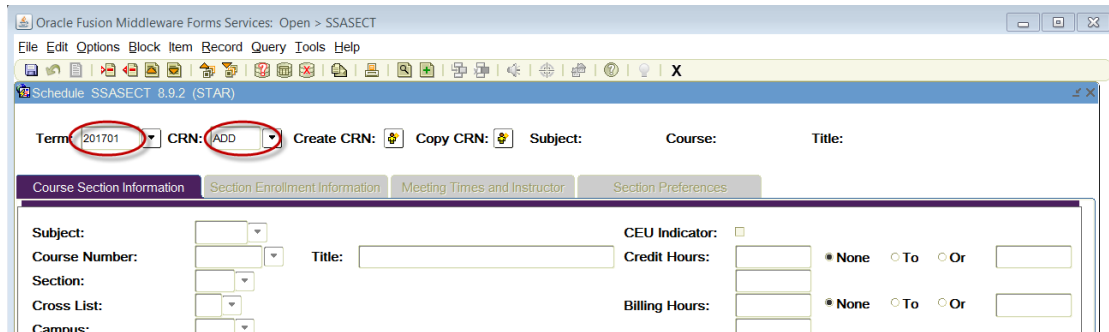 Oracle Fusion Middleware Forms Services: Open > SSASECT
File Edit Options Block Item Record Query Tools Help
X
Schedule SSASECT 8.9.2 (STAR)
Term: 201701 CRN: ADD Create CRN: Copy CRN: Subject: Course: Title:
Course Section Information Section Enrollment Information Meeting Times and Instructor Section Preferences
Subject: CEU Indicator:
Course Number: Title: Credit Hours: None To Or
Section:
Cross List: Billing Hours: None To Or
Campus: